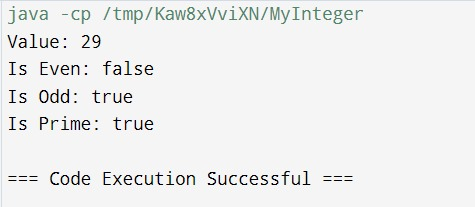 java -cp /tmp/Kaw8xVviXN/MyInteger
Value: 29
Is Even: false
Is Odd: true
Is Prime: true
=== Code Execution Successful ===